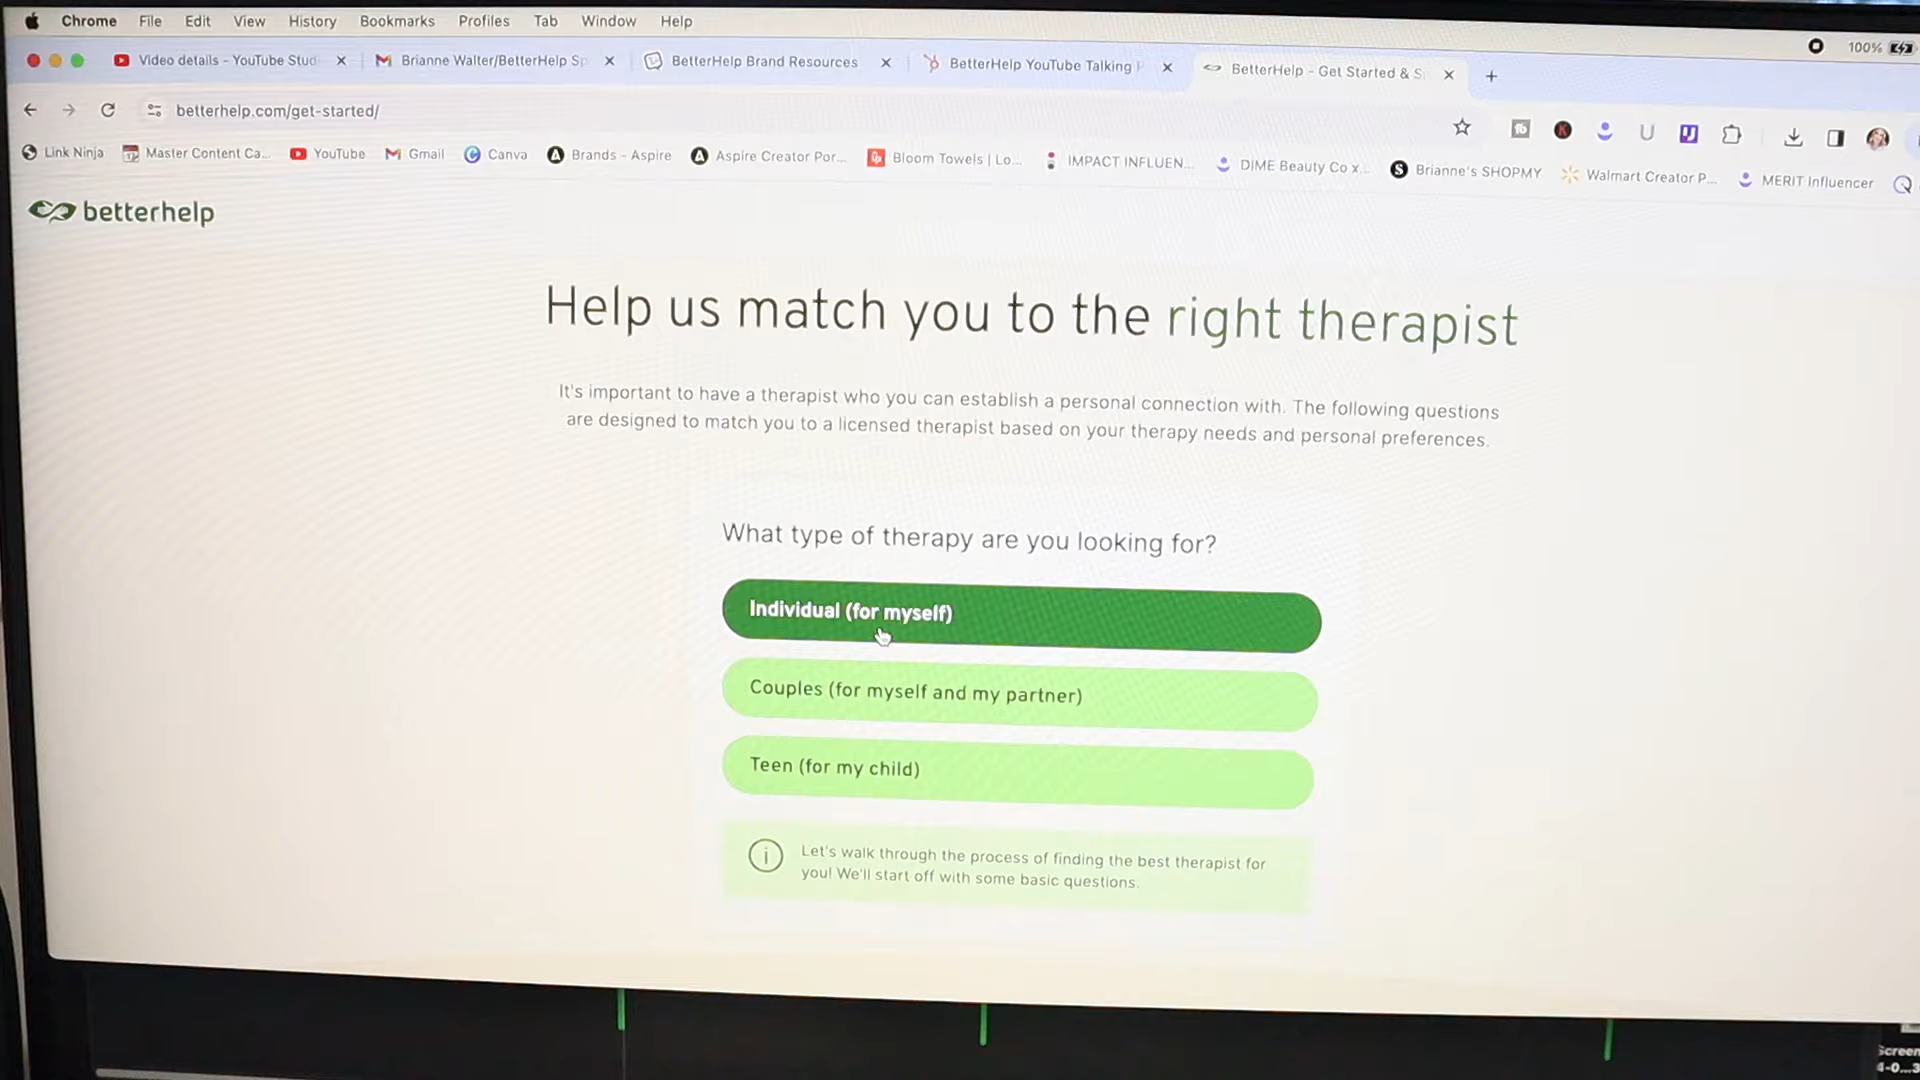 Chrome File Edit View History Bookmarks Profiles Tab Window Help
100%
Video details - YouTube Stud
Brianne Walter/BetterHelp Sp
BetterHelp Brand Resources
BetterHelp YouTube Talking P
BetterHelp - Get Started & S
betterhelp.com/get-started/
Link Ninja
Master Content Ca...
YouTube
Gmail
Canva
Brands - Aspire
Aspire Creator Por...
Bloom Towels | Lo...
IMPACT INFLUEN...
DIME Beauty Co x...
Brianne's SHOPMY
Walmart Creator P...
MERIT Influencer
betterhelp
Help us match you to the right therapist
It's important to have a therapist who you can establish a personal connection with. The following questions
are designed to match you to a licensed therapist based on your therapy needs and personal preferences.
What type of therapy are you looking for?
Individual (for myself)
Couples (for myself and my partner)
Teen (for my child)
Let's walk through the process of finding the best therapist for
you! We'll start off with some basic questions.
Screen